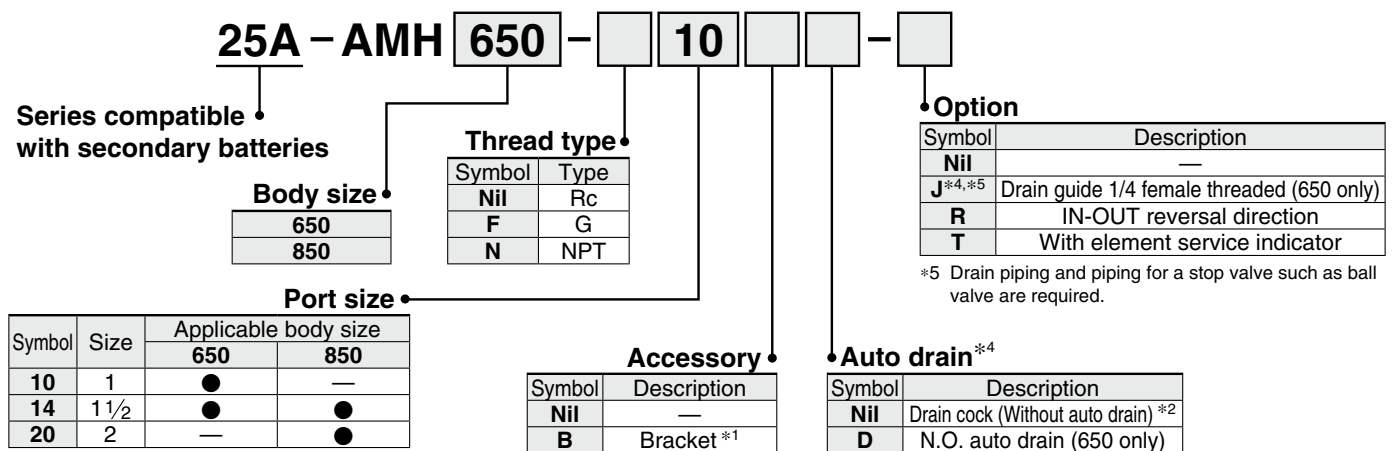 25A – AMH 650 – 10 –
Series compatible
with secondary batteries
Body size
650
850
Thread type
Symbol Type
Nil Rc
F G
N NPT
Option
Symbol Description
Nil —
J*4,*5 Drain guide 1/4 female threaded (650 only)
R IN-OUT reversal direction
T With element service indicator
*5 Drain piping and piping for a stop valve such as ball
valve are required.
Port size
Symbol Size Applicable body size
650 850
10 1 ● —
14 1 1/2 ● ●
20 2 — ●
Accessory
Symbol Description
Nil —
B Bracket *1
Auto drain*4
Symbol Description
Nil Drain cock (Without auto drain) *2
D N.O. auto drain (650 only)